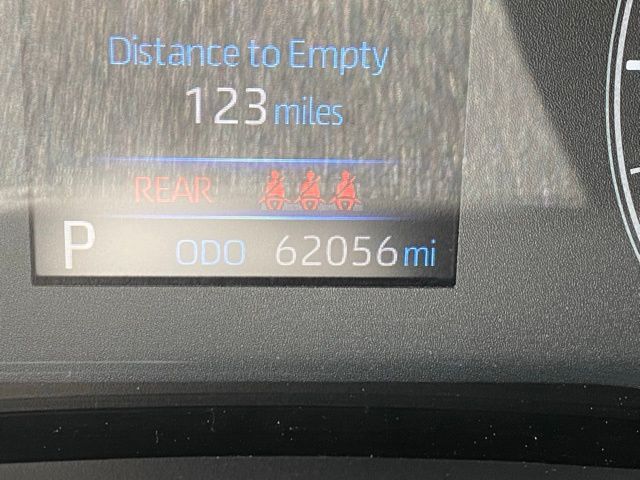 Distance to Empty
123 miles
REAR
P ODO 62056 mi